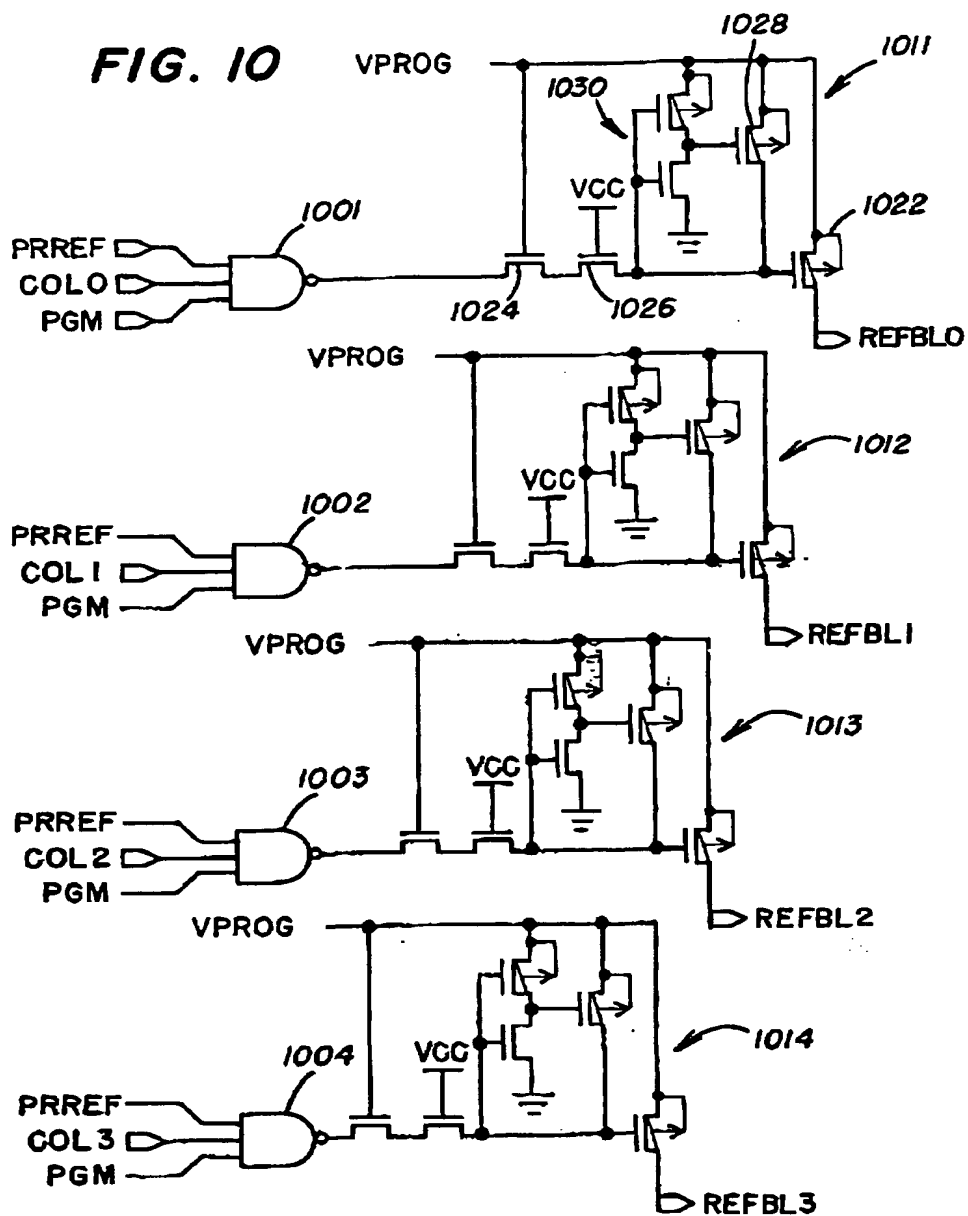 FIG. 10
VPROG
1028
1011
1030
VCC
1022
1001
PRREF
COL0
PGM
1024
1026
REFBL0
VPROG
1012
VCC
1002
PRREF
COL1
PGM
REFBL1
VPROG
1013
VCC
1003
PRREF
COL2
PGM
REFBL2
VPROG
1014
VCC
1004
PRREF
COL3
PGM
REFBL3